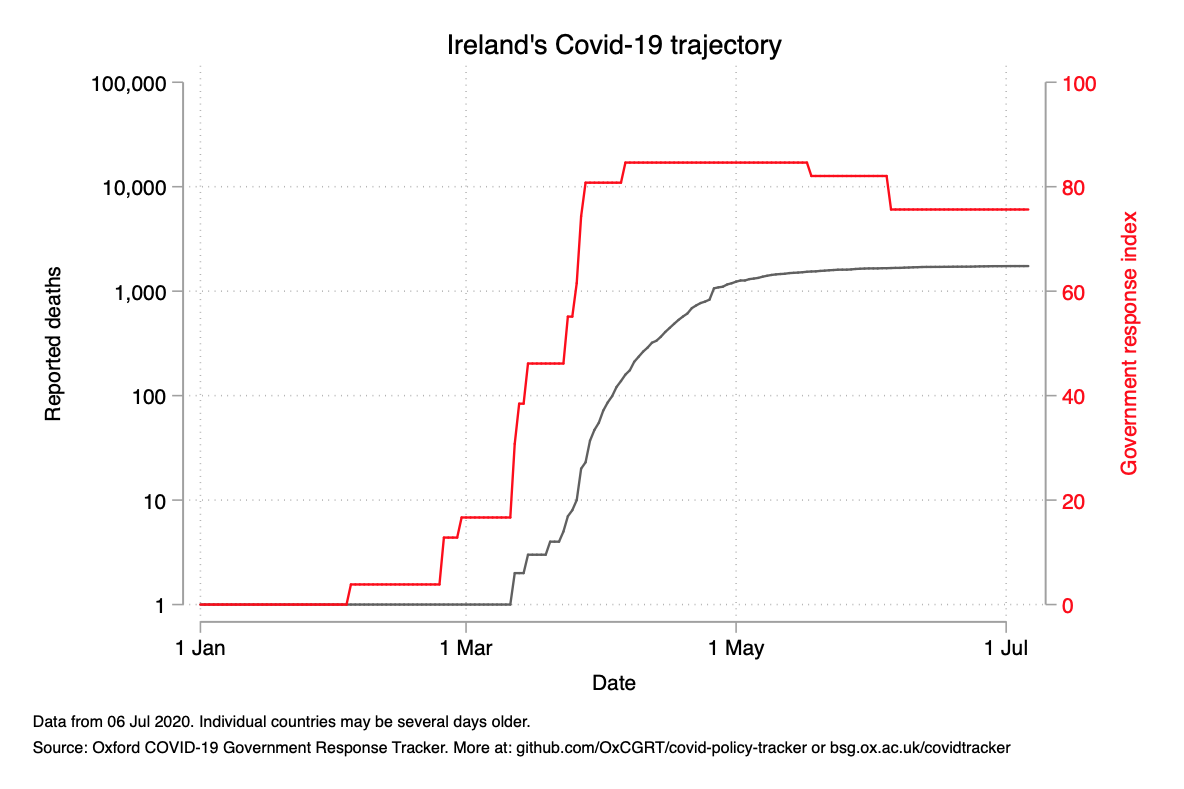 Ireland's Covid-19 trajectory
100,000
10,000
1,000
100
10
1
Reported deaths
100
80
60
40
20
0
Government response index
1 Jan
1 Mar
1 May
1 Jul
Date
Data from 06 Jul 2020. Individual countries may be several days older.
Source: Oxford COVID-19 Government Response Tracker. More at: github.com/OxCGRT/covid-policy-tracker or bsg.ox.ac.uk/covidtracker